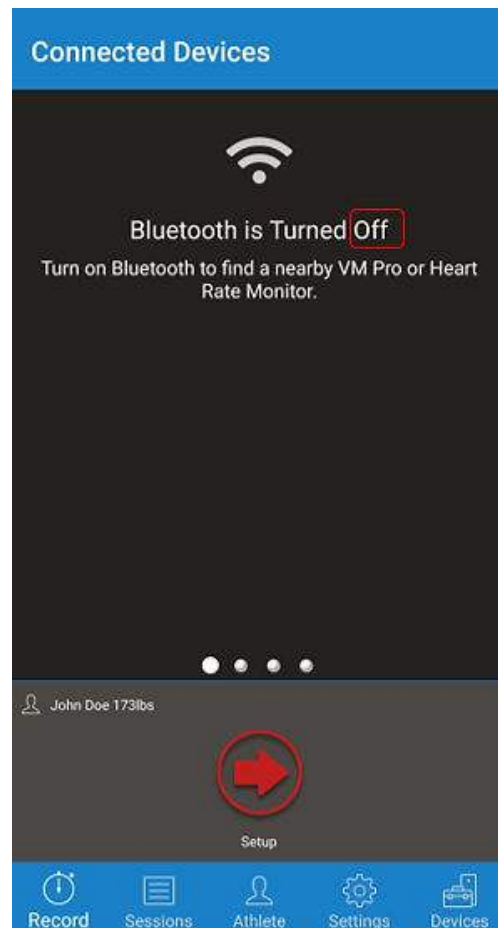 Connected Devices
Bluetooth is Turned Off
Turn on Bluetooth to find a nearby VM Pro or Heart
Rate Monitor.
John Doe 173lbs
Setup
Record Sessions Athlete Settings Devices